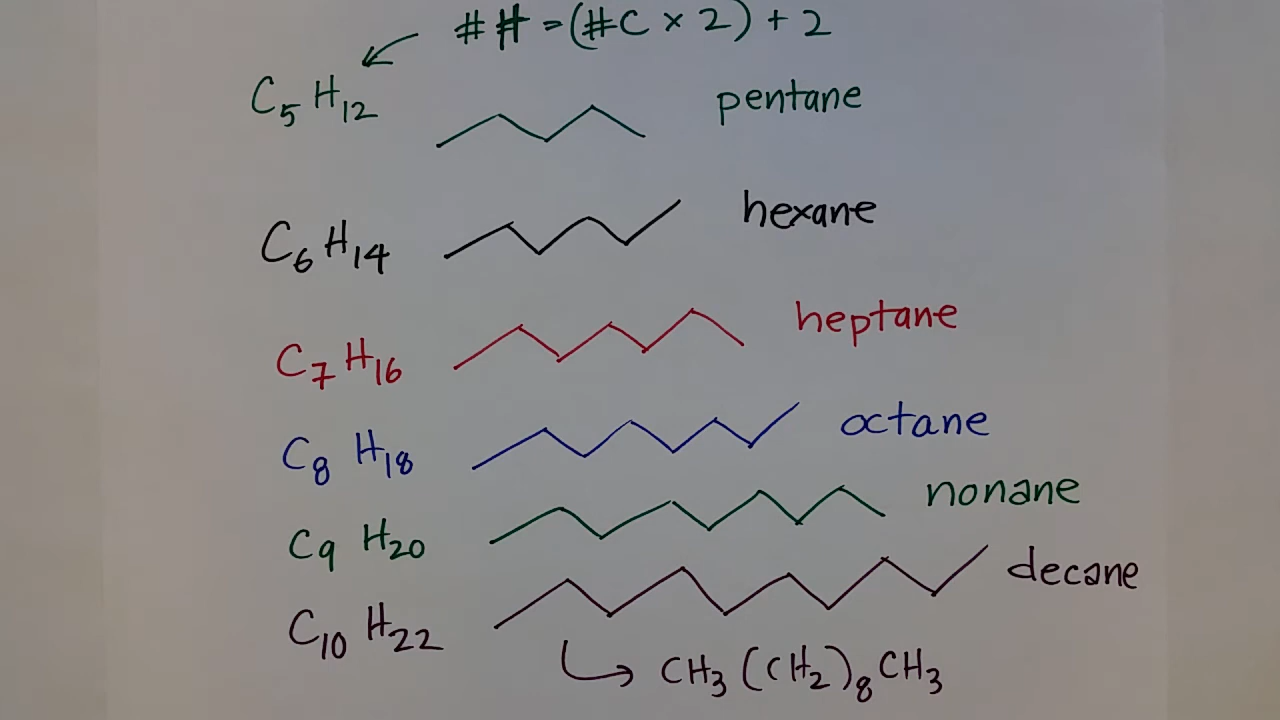 #H = (#C × 2) + 2
C₅H₁₂ pentane
C₆H₁₄ hexane
C₇H₁₆ heptane
C₈H₁₈ octane
C₉H₂₀ nonane
C₁₀H₂₂ decane
CH₃(CH₂)₈CH₃